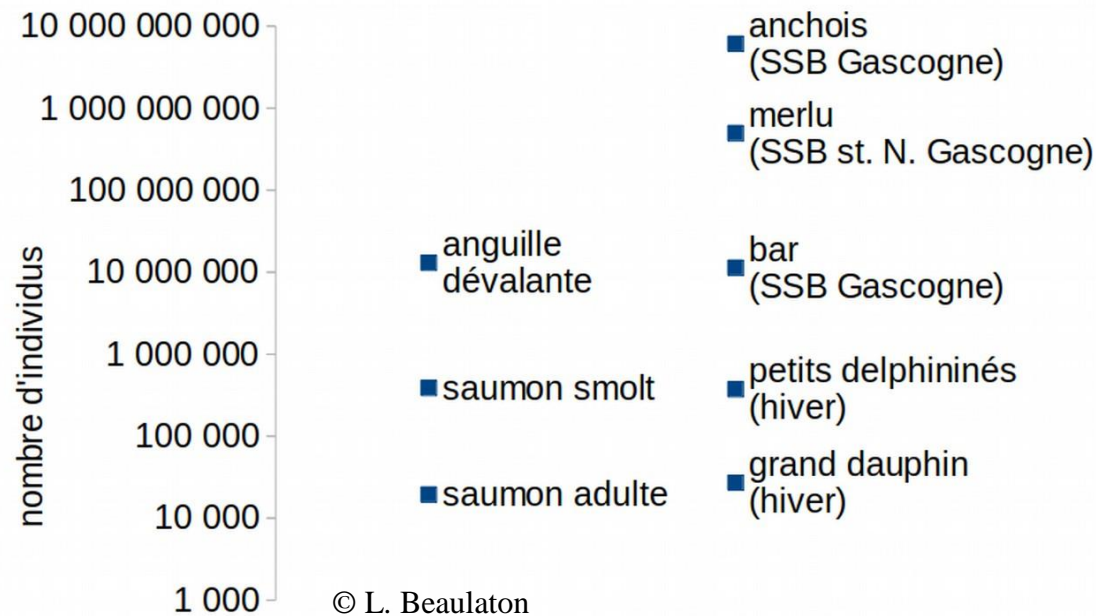 10 000 000 000
1 000 000 000
100 000 000
10 000 000
1 000 000
100 000
10 000
1 000
nombre d'individus
anguille
dévalante
saumon smolt
saumon adulte
anchois
(SSB Gascogne)
merlu
(SSB st. N. Gascogne)
bar
(SSB Gascogne)
petits delphininés
(hiver)
grand dauphin
(hiver)
© L. Beaulaton